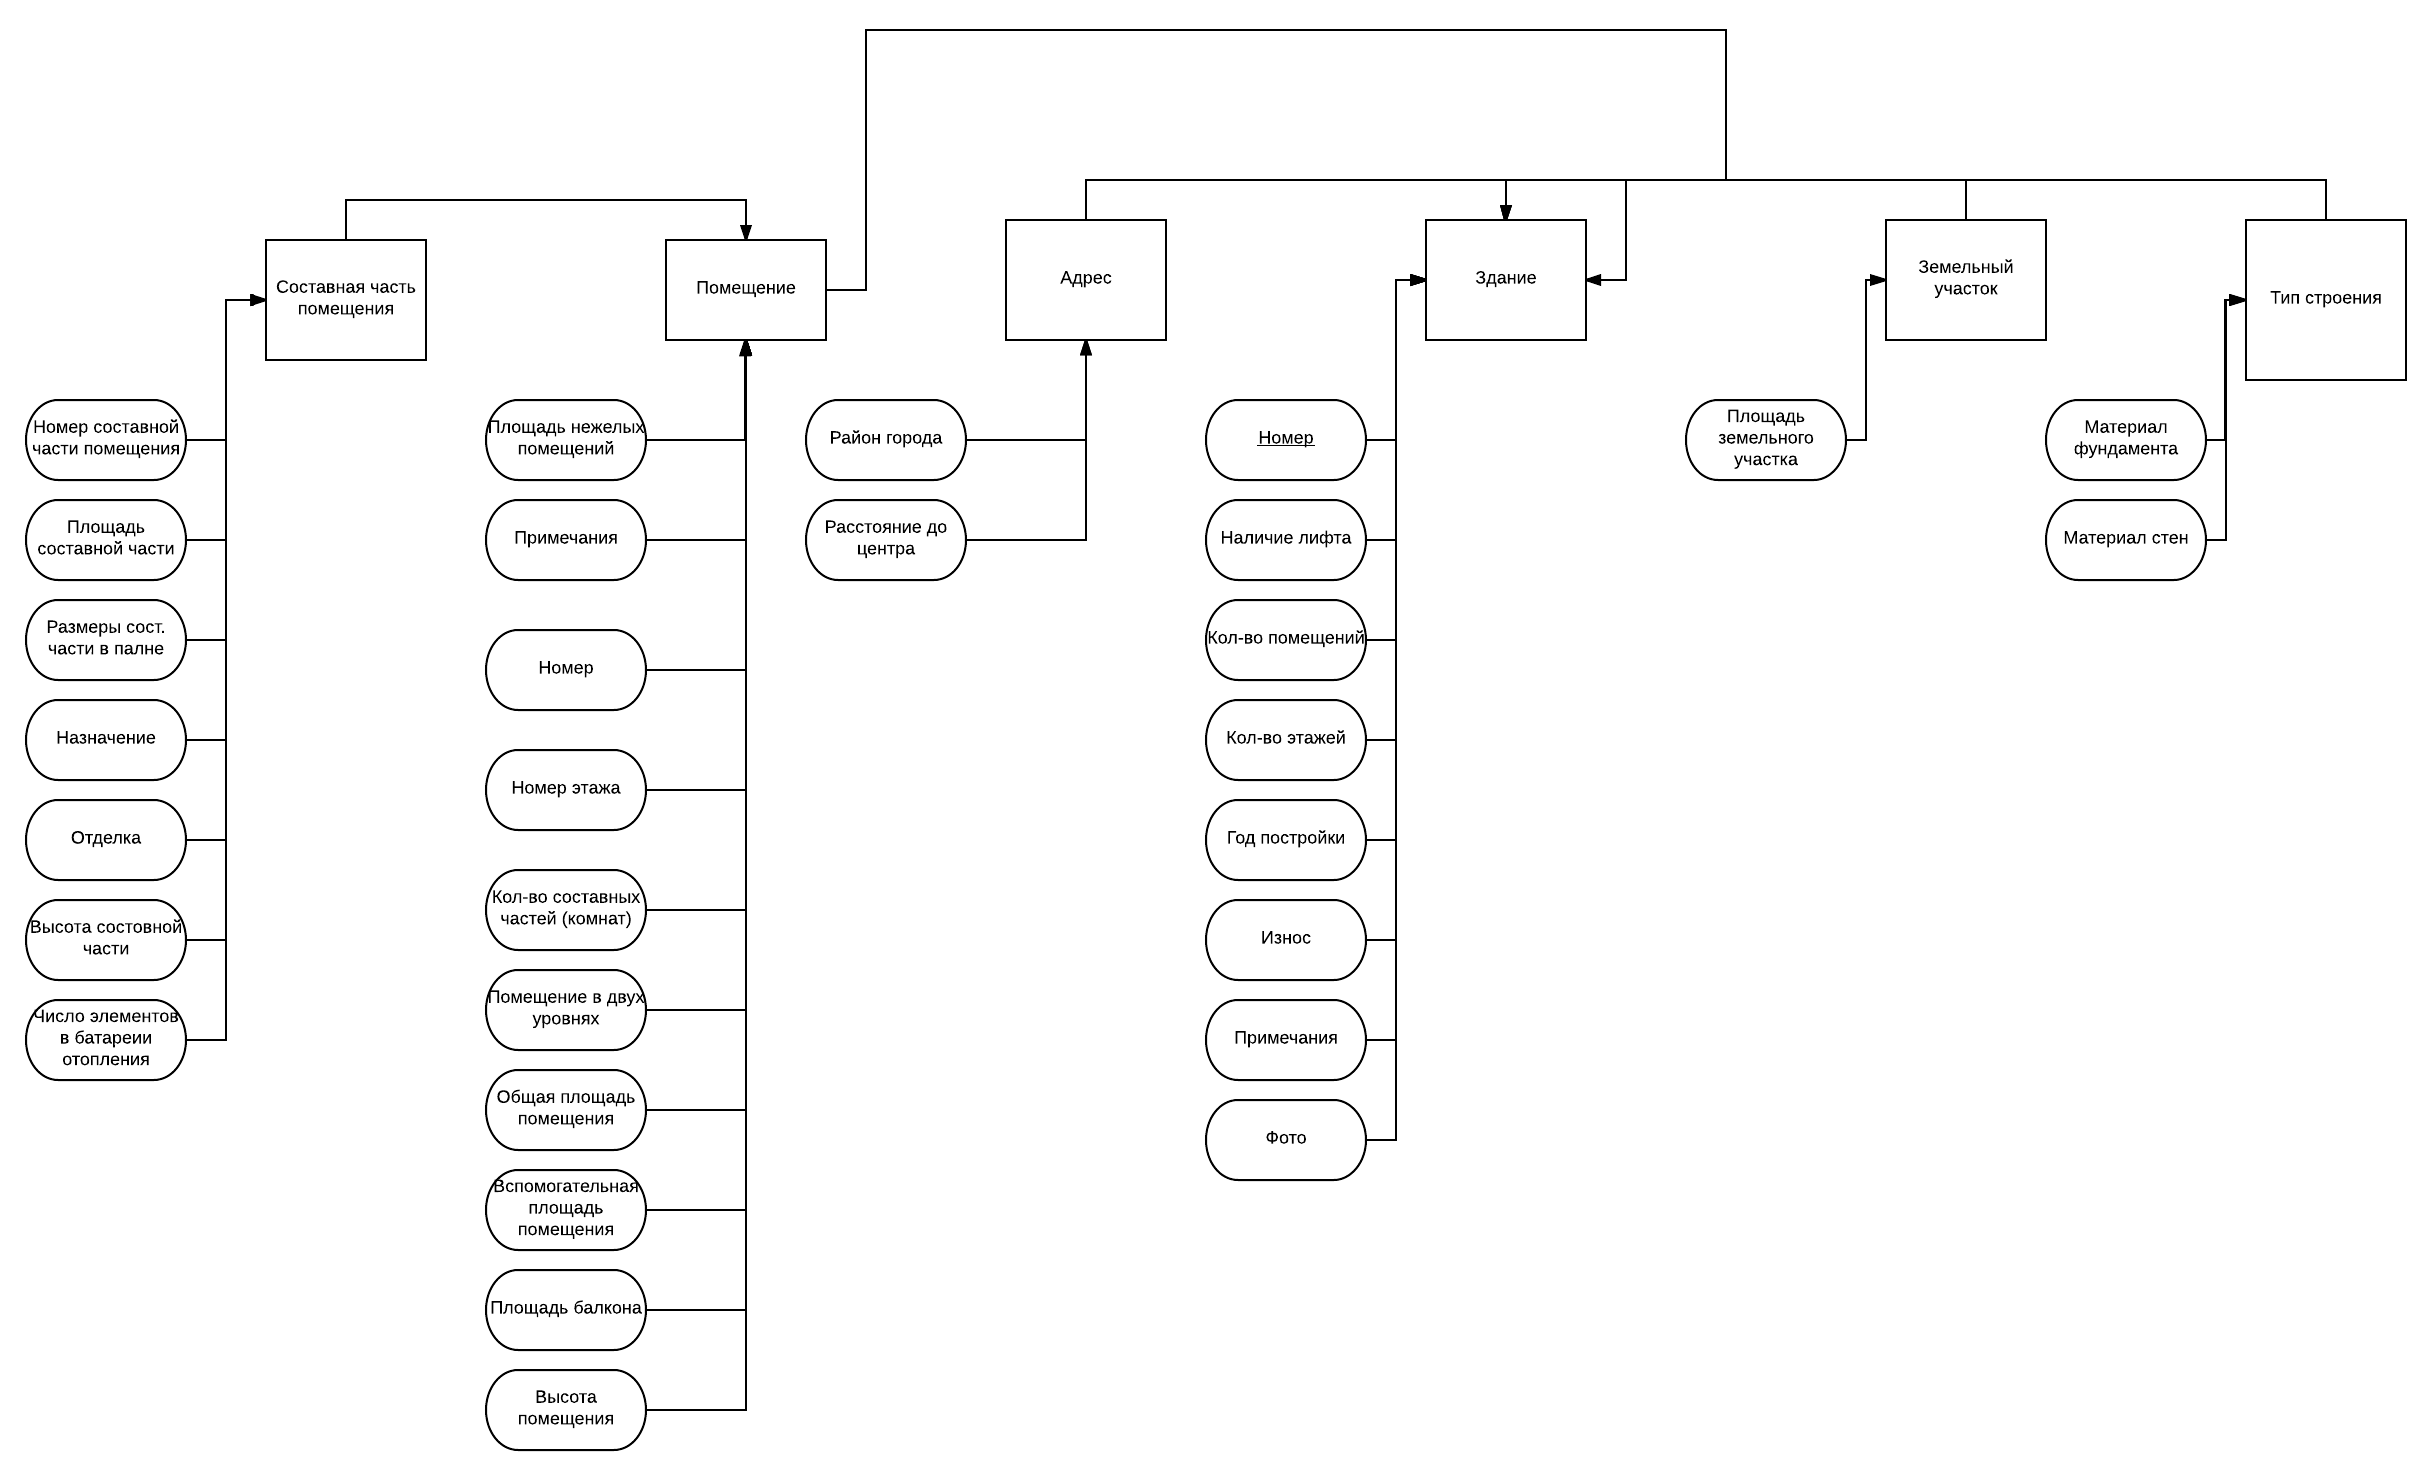 Составная часть
помещения
Помещение
Адрес
Здание
Земельный
участок
Тип строения
Номер составной
части помещения
Площадь
составной части
Размеры сост.
части в палне
Назначение
Отделка
Высота состовной
части
Число элементов
в батареии
отопления
Площадь нежелых
помещений
Примечания
Номер
Номер этажа
Кол-во составных
частей (комнат)
Помещение в двух
уровнях
Общая площадь
помещения
Вспомогательная
площадь
помещения
Площадь балкона
Высота
помещения
Район города
Расстояние до
центра
Номер
Наличие лифта
Кол-во помещений
Кол-во этажей
Год постройки
Износ
Примечания
Фото
Площадь
земельного
участка
Материал
фундамента
Материал стен